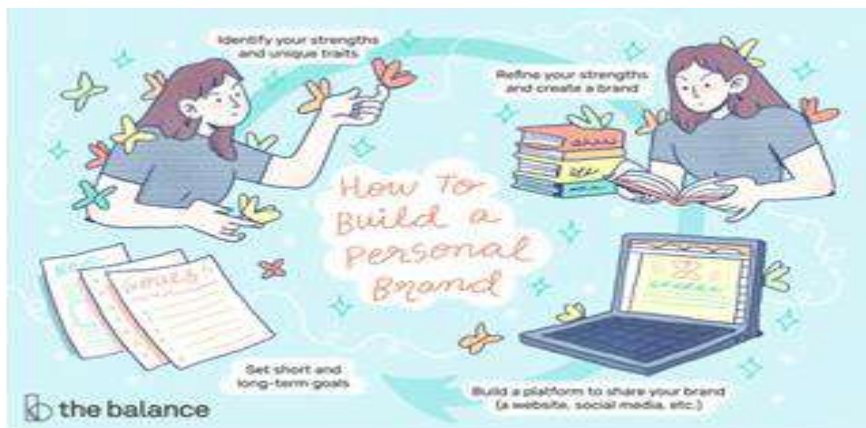 Identify your strengths
and unique traits
Refine your strengths
and create a brand
How To
Build a
Personal
Brand
Set short and
long-term goals
Build a platform to share your brand
(a website, social media, etc.)
the balance